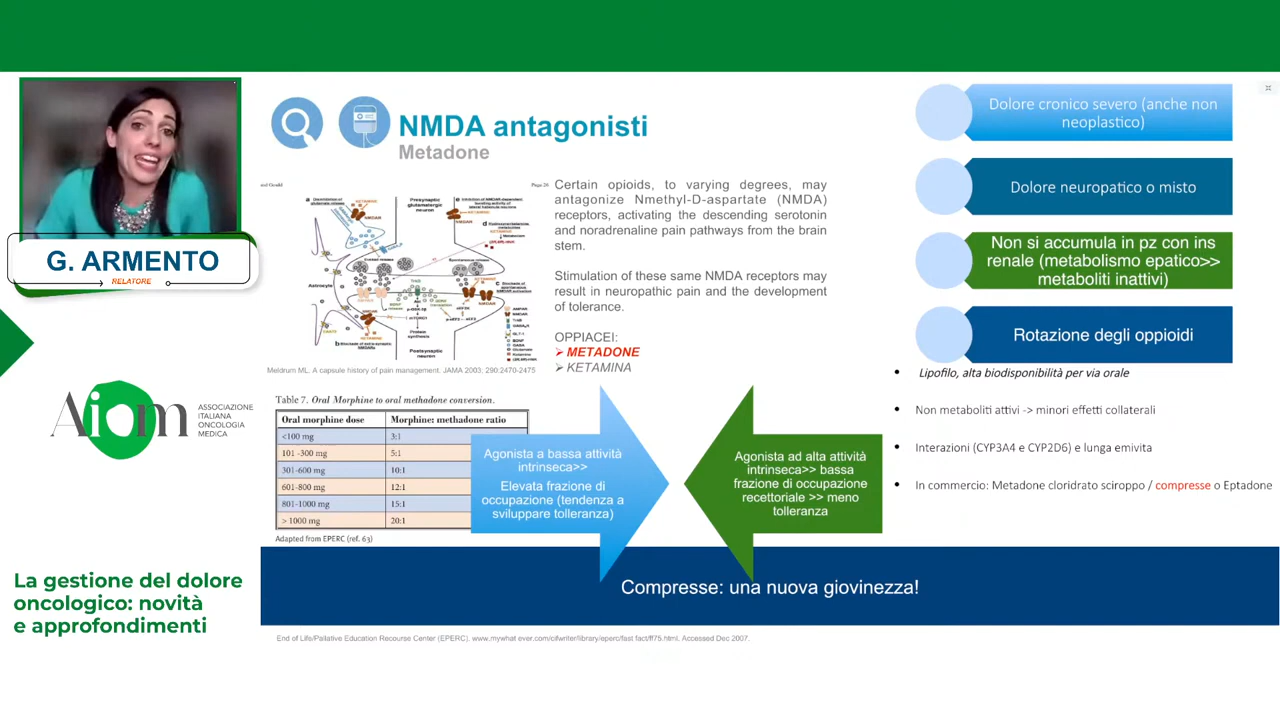 G. ARMENTO
RELATORE
Aiom
ASSOCIAZIONE
ITALIANA
ONCOLOGIA
MEDICA
La gestione del dolore
oncologico: novità
e approfondimenti
NMDA antagonisti
Metadone
Page 26
Presynaptic
glutamatergic
neuron
Astrocyte
Protein
synthesis
Postsynaptic
neuron
Meldrum ML. A capsule history of pain management. JAMA 2003. 290:2470-2475
Certain opioids, to varying degrees, may
antagonize Nmethyl-D-aspartate (NMDA)
receptors, activating the descending serotonin
and noradrenaline pain pathways from the brain
stem.
Stimulation of these same NMDA receptors may
result in neuropathic pain and the development
of tolerance.
OPPIACEI:
➢ METADONE
➢ KETAMINA
Table 7. Oral Morphine to oral methadone conversion.
Oral morphine dose Morphine: methadone ratio
<100 mg 3:1
101 -300 mg 5:1
301-600 mg 10:1
601-800 mg 12:1
801-1000 mg 15:1
> 1000 mg 20:1
Adapted from EPERC (ref. 63)
Agonista a bassa attività
intrinseca>>
Elevata frazione di
occupazione (tendenza a
sviluppare tolleranza)
Agonista ad alta attività
intrinseca>> bassa
frazione di occupazione
recettoriale >> meno
tolleranza
Dolore cronico severo (anche non
neoplastico)
Dolore neuropatico o misto
Non si accumula in pz con ins
renale (metabolismo epatico>>
metaboliti inattivi)
Rotazione degli oppioidi
• Lipofilo, alta biodisponibilità per via orale
• Non metaboliti attivi -> minori effetti collaterali
• Interazioni (CYP3A4 e CYP2D6) e lunga emivita
• In commercio: Metadone cloridrato sciroppo / compresse o Eptadone
Compresse: una nuova giovinezza!
End of Life/Palliative Education Recourse Center (EPERC). www.mywhat ever.com/cifwriter/library/eperc/fast fact/ff75.html. Accessed Dec 2007.